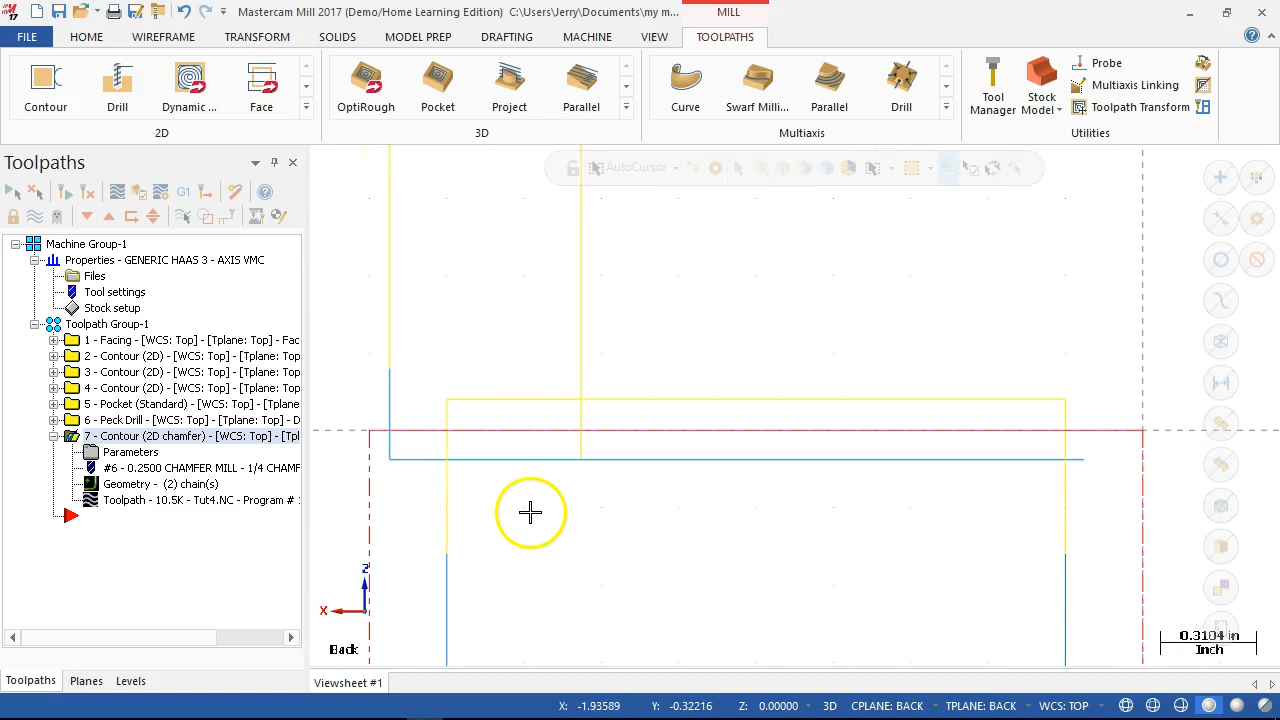 Mastercam Mill 2017 (Demo/Home Learning Edition) C:\Users\Jerry\Documents\my m... MILL
17
FILE HOME WIREFRAME TRANSFORM SOLIDS MODEL PREP DRAFTING MACHINE VIEW TOOLPATHS
Contour Drill Dynamic ... Face OptiRough Pocket Project Parallel Curve Swarf Milli... Parallel Drill Tool Manager Stock Model Probe Multiaxis Linking Toolpath Transform
2D 3D Multiaxis Utilities
Toolpaths
AutoCursor
G1
Machine Group-1
Properties - GENERIC HAAS 3 - AXIS VMC
Files
Tool settings
Stock setup
Toolpath Group-1
1 - Facing - [WCS: Top] - [Tplane: Top] - Fac
2 - Contour (2D) - [WCS: Top] - [Tplane: Top
3 - Contour (2D) - [WCS: Top] - [Tplane: Top
4 - Contour (2D) - [WCS: Top] - [Tplane: Top
5 - Pocket (Standard) - [WCS: Top] - [Tplane
6 - Peck Drill - [WCS: Top] - [Tplane: Top] - D
7 - Contour (2D chamfer) - [WCS: Top] - [Tpl
Parameters
#6 - 0.2500 CHAMFER MILL - 1/4 CHAMF
Geometry - (2) chain(s)
Toolpath - 10.5K - Tut4.NC - Program #
Z
X
Back
0.3104 in
Inch
Toolpaths Planes Levels
Viewsheet #1
X: -1.93589 Y: -0.32216 Z: 0.00000 3D CPLANE: BACK TPLANE: BACK WCS: TOP